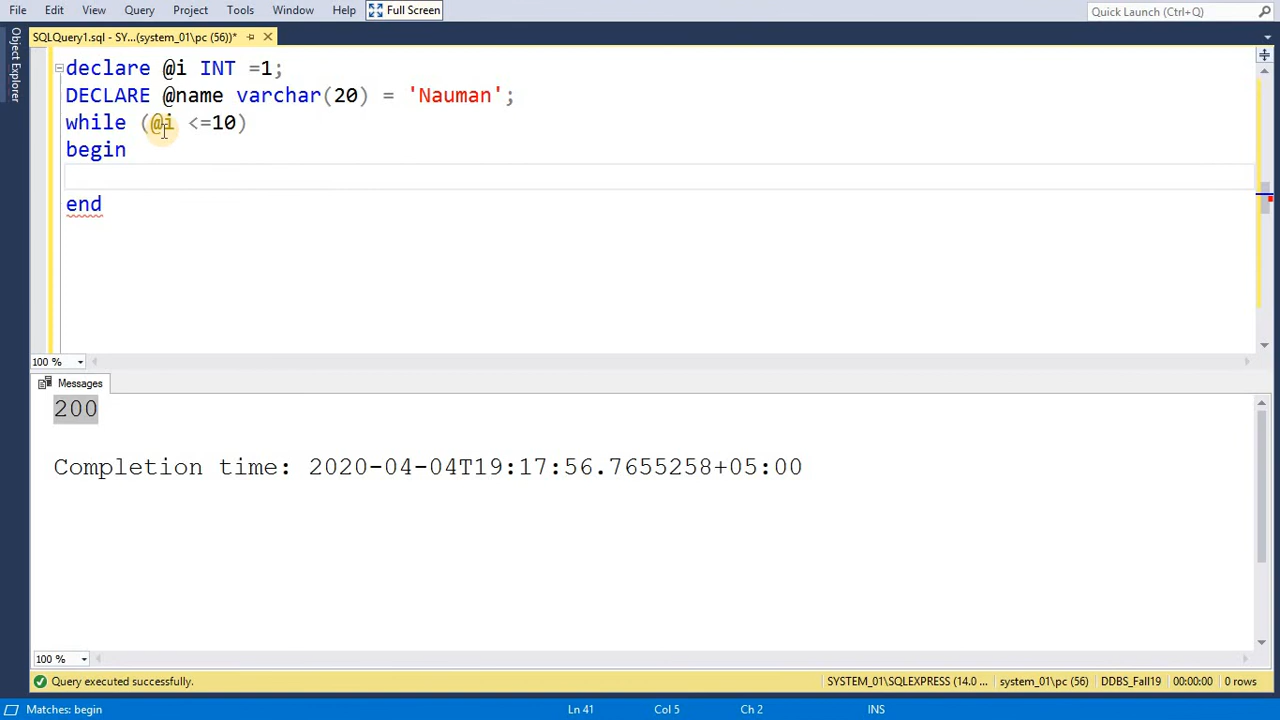 File Edit View Query Project Tools Window Help Full Screen Quick Launch (Ctrl+Q)
SQLQuery1.sql - SY...(system_01\pc (56))*
Object Explorer
declare @i INT =1;
DECLARE @name varchar(20) = 'Nauman';
while (@i <=10)
begin
end
100 %
Messages
200
Completion time: 2020-04-04T19:17:56.7655258+05:00
100 %
Query executed successfully. SYSTEM_01\SQLEXPRESS (14.0 ... system_01\pc (56) DDBS_Fall19 00:00:00 0 rows
Matches: begin Ln 41 Col 5 Ch 2 INS